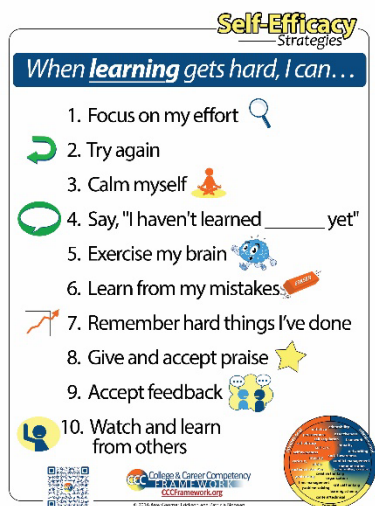 Self-Efficacy
Strategies
When learning gets hard, I can…
1. Focus on my effort
2. Try again
3. Calm myself
4. Say, "I haven't learned ______ yet"
5. Exercise my brain
6. Learn from my mistakes
7. Remember hard things I've done
8. Give and accept praise
9. Accept feedback
10. Watch and learn
from others
CCC College & Career Competency
FRAMEWORK
CCCFramework.org